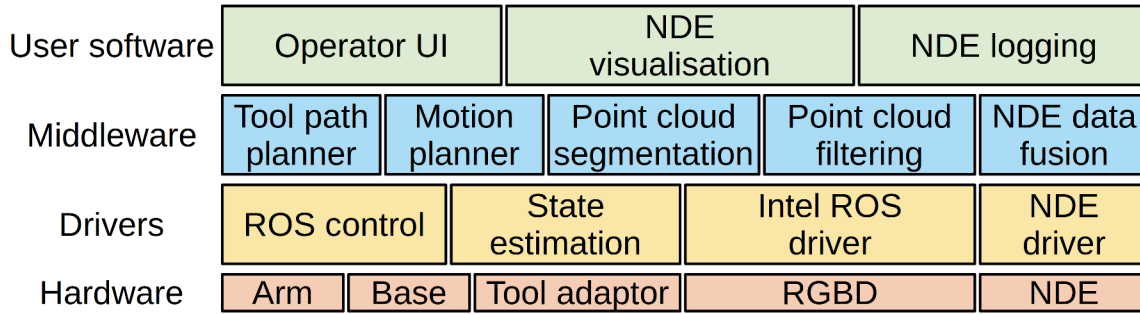 User software
Operator UI
NDE
visualisation
NDE logging
Middleware
Tool path
planner
Motion
planner
Point cloud
segmentation
Point cloud
filtering
NDE data
fusion
Drivers
ROS control
State
estimation
Intel ROS
driver
NDE
driver
Hardware
Arm
Base
Tool adaptor
RGBD
NDE